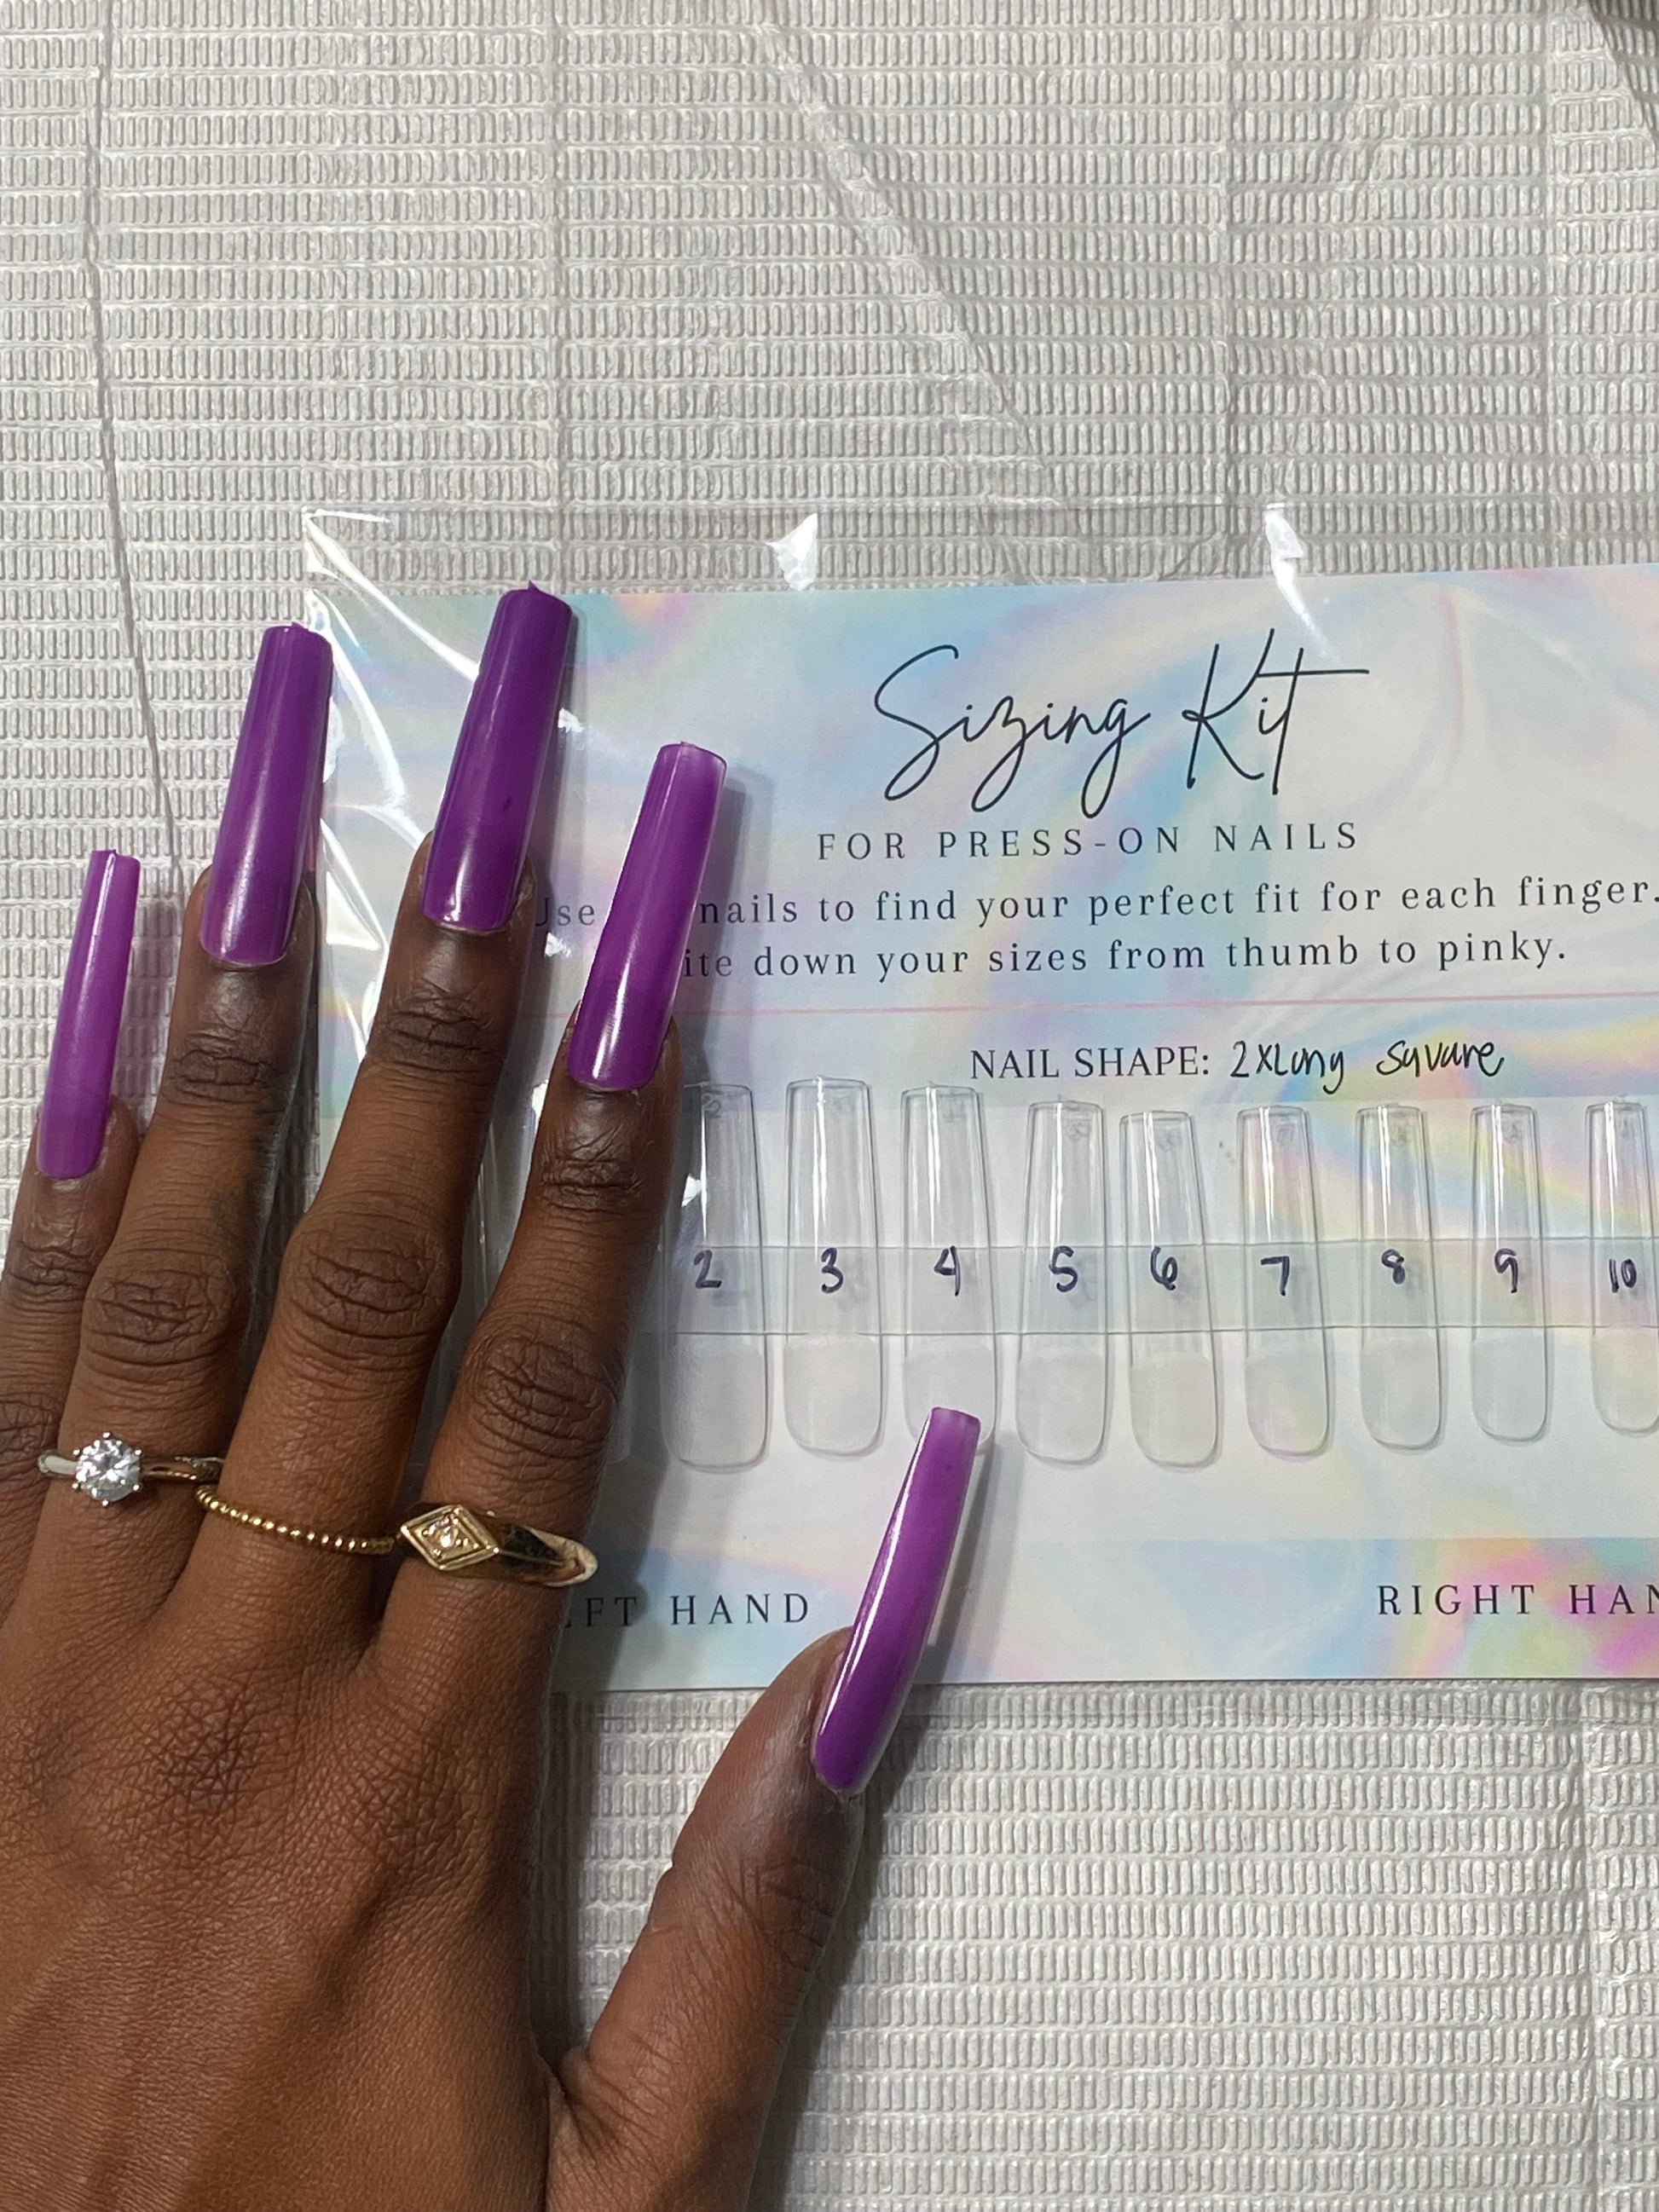 Sizing Kit
FOR PRESS-ON NAILS
nails to find your perfect fit for each finger.
down your sizes from thumb to pinky.
NAIL SHAPE: 2XLong square
2 3 4 5 6 7 8 9 10
HAND
RIGHT